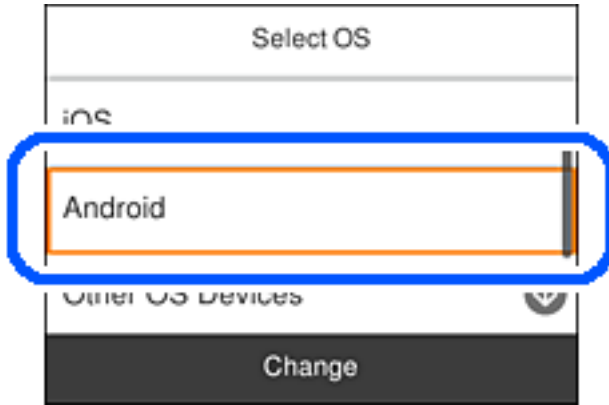 Select OS
iOS
Android
Other OS Devices
Change